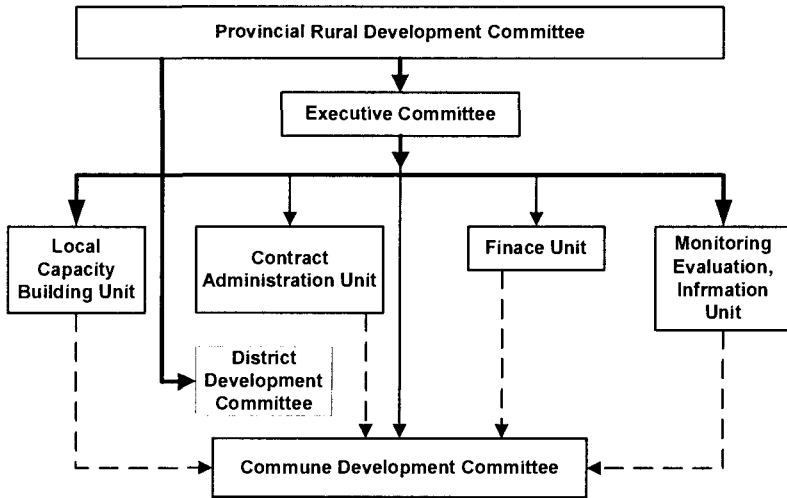 Provincial Rural Development Committee
Executive Committee
Local
Capacity
Building Unit
Contract
Administration Unit
Finace Unit
Monitoring
Evaluation,
Infrmation
Unit
District
Development
Committee
Commune Development Committee